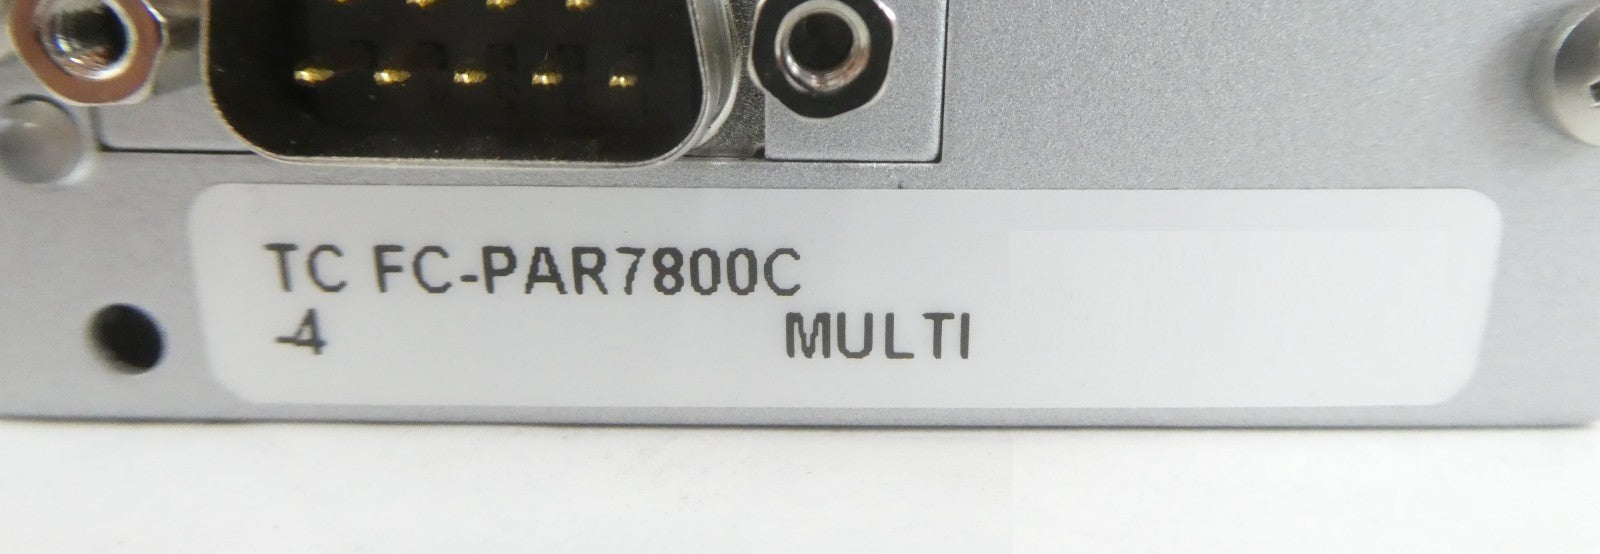 TC FC-PAR7800C
-4 MULTI